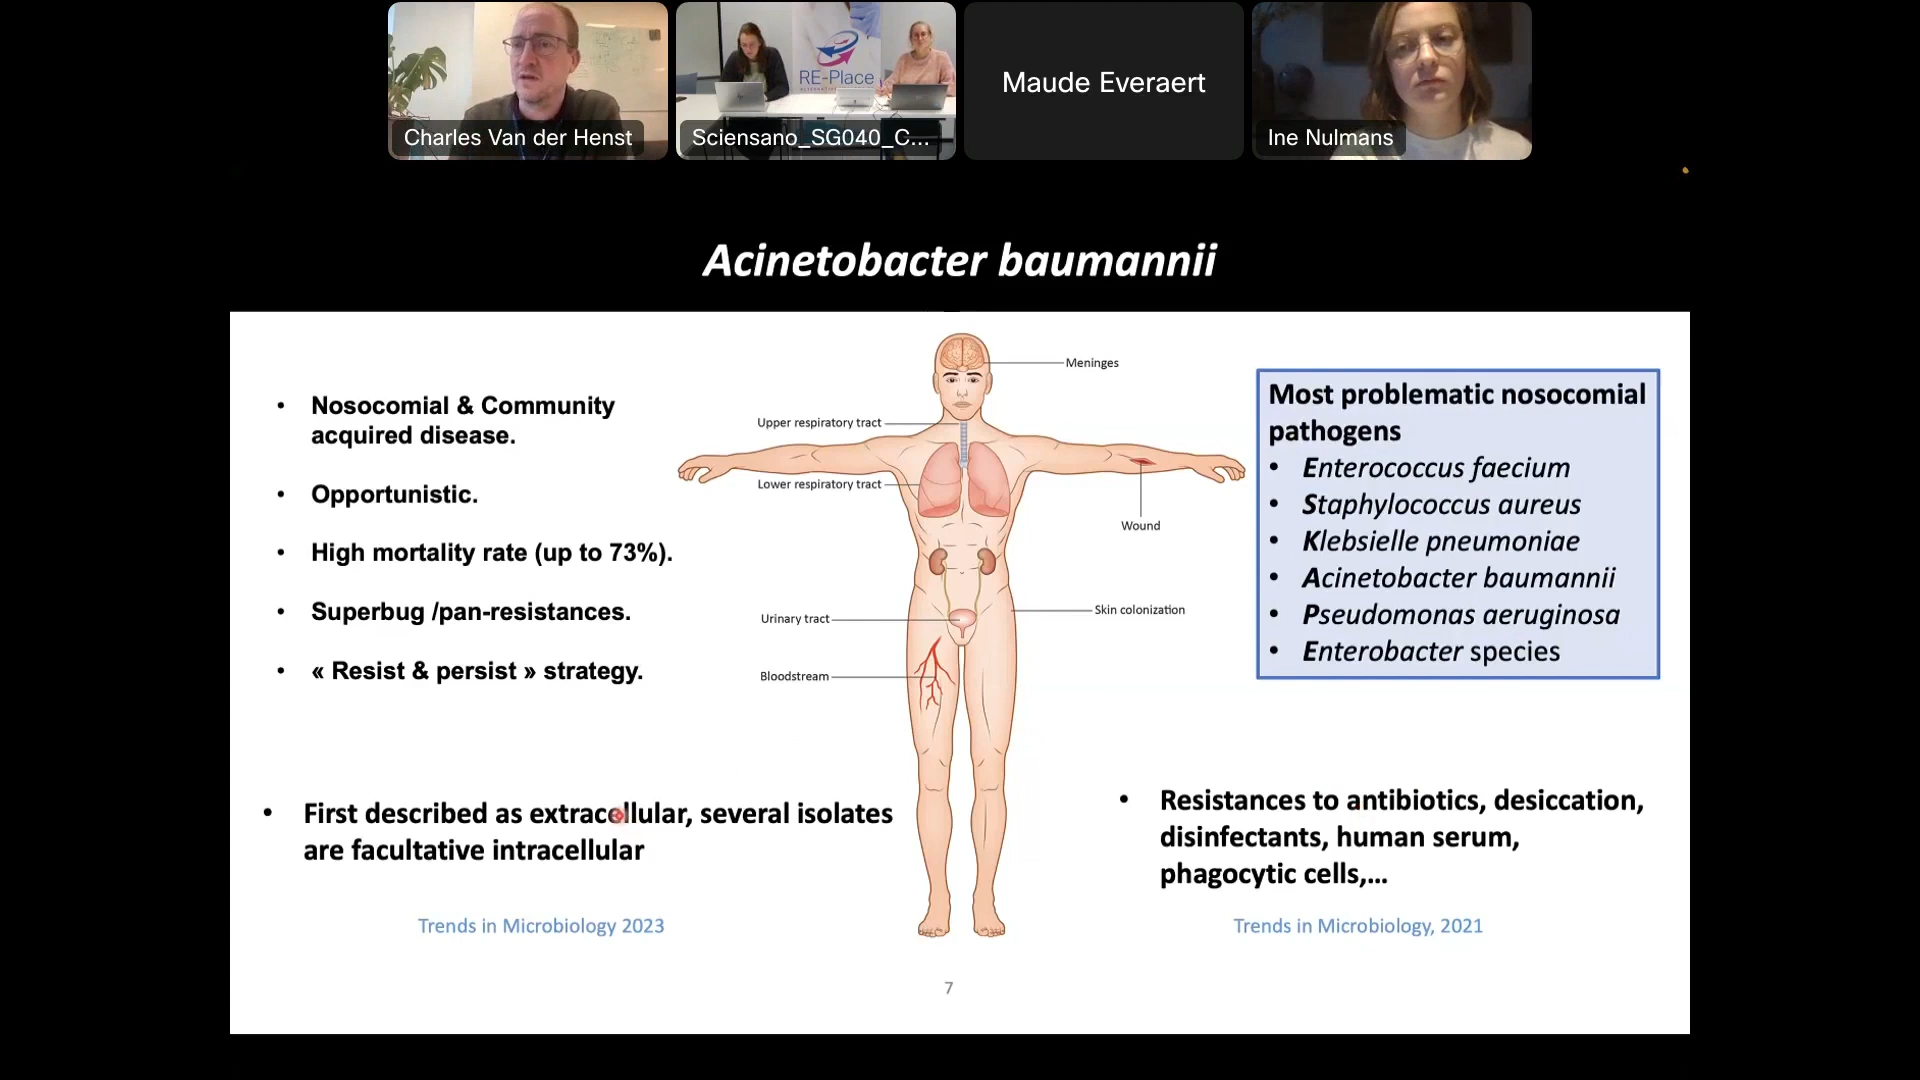 Charles Van der Henst
RE-Place
Sciensano_SG040_C...
Maude Everaert
Ine Nulmans
Acinetobacter baumannii
• Nosocomial & Community
acquired disease.
• Opportunistic.
• High mortality rate (up to 73%).
• Superbug /pan-resistances.
• « Resist & persist » strategy.
• First described as extracellular, several isolates
are facultative intracellular
Trends in Microbiology 2023
Meninges
Upper respiratory tract
Lower respiratory tract
Wound
Urinary tract
Skin colonization
Bloodstream
Most problematic nosocomial
pathogens
• Enterococcus faecium
• Staphylococcus aureus
• Klebsielle pneumoniae
• Acinetobacter baumannii
• Pseudomonas aeruginosa
• Enterobacter species
• Resistances to antibiotics, desiccation,
disinfectants, human serum,
phagocytic cells,...
Trends in Microbiology, 2021
7